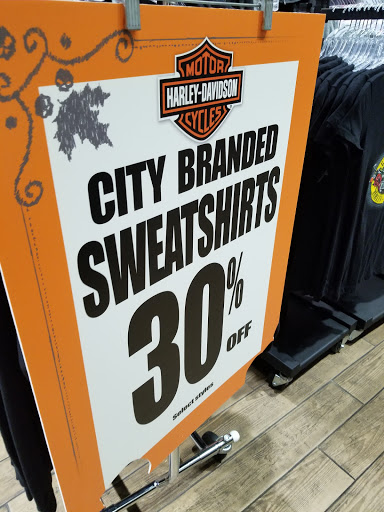 MOTOR
HARLEY-DAVIDSON
CYCLES
CITY BRANDED
SWEATSHIRTS
30% OFF
Select styles